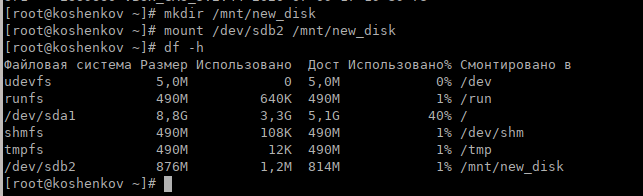 [root@koshenkov ~]# mkdir /mnt/new_disk
[root@koshenkov ~]# mount /dev/sdb2 /mnt/new_disk
[root@koshenkov ~]# df -h
Файловая система Размер Использовано  Дост Использовано% Смонтировано в
udevfs             5,0M            0  5,0M            0% /dev
runfs              490M         640K  490M            1% /run
/dev/sda1          8,8G         3,3G  5,1G           40% /
shmfs              490M         108K  490M            1% /dev/shm
tmpfs              490M          12K  490M            1% /tmp
/dev/sdb2          876M         1,2M  814M            1% /mnt/new_disk
[root@koshenkov ~]#